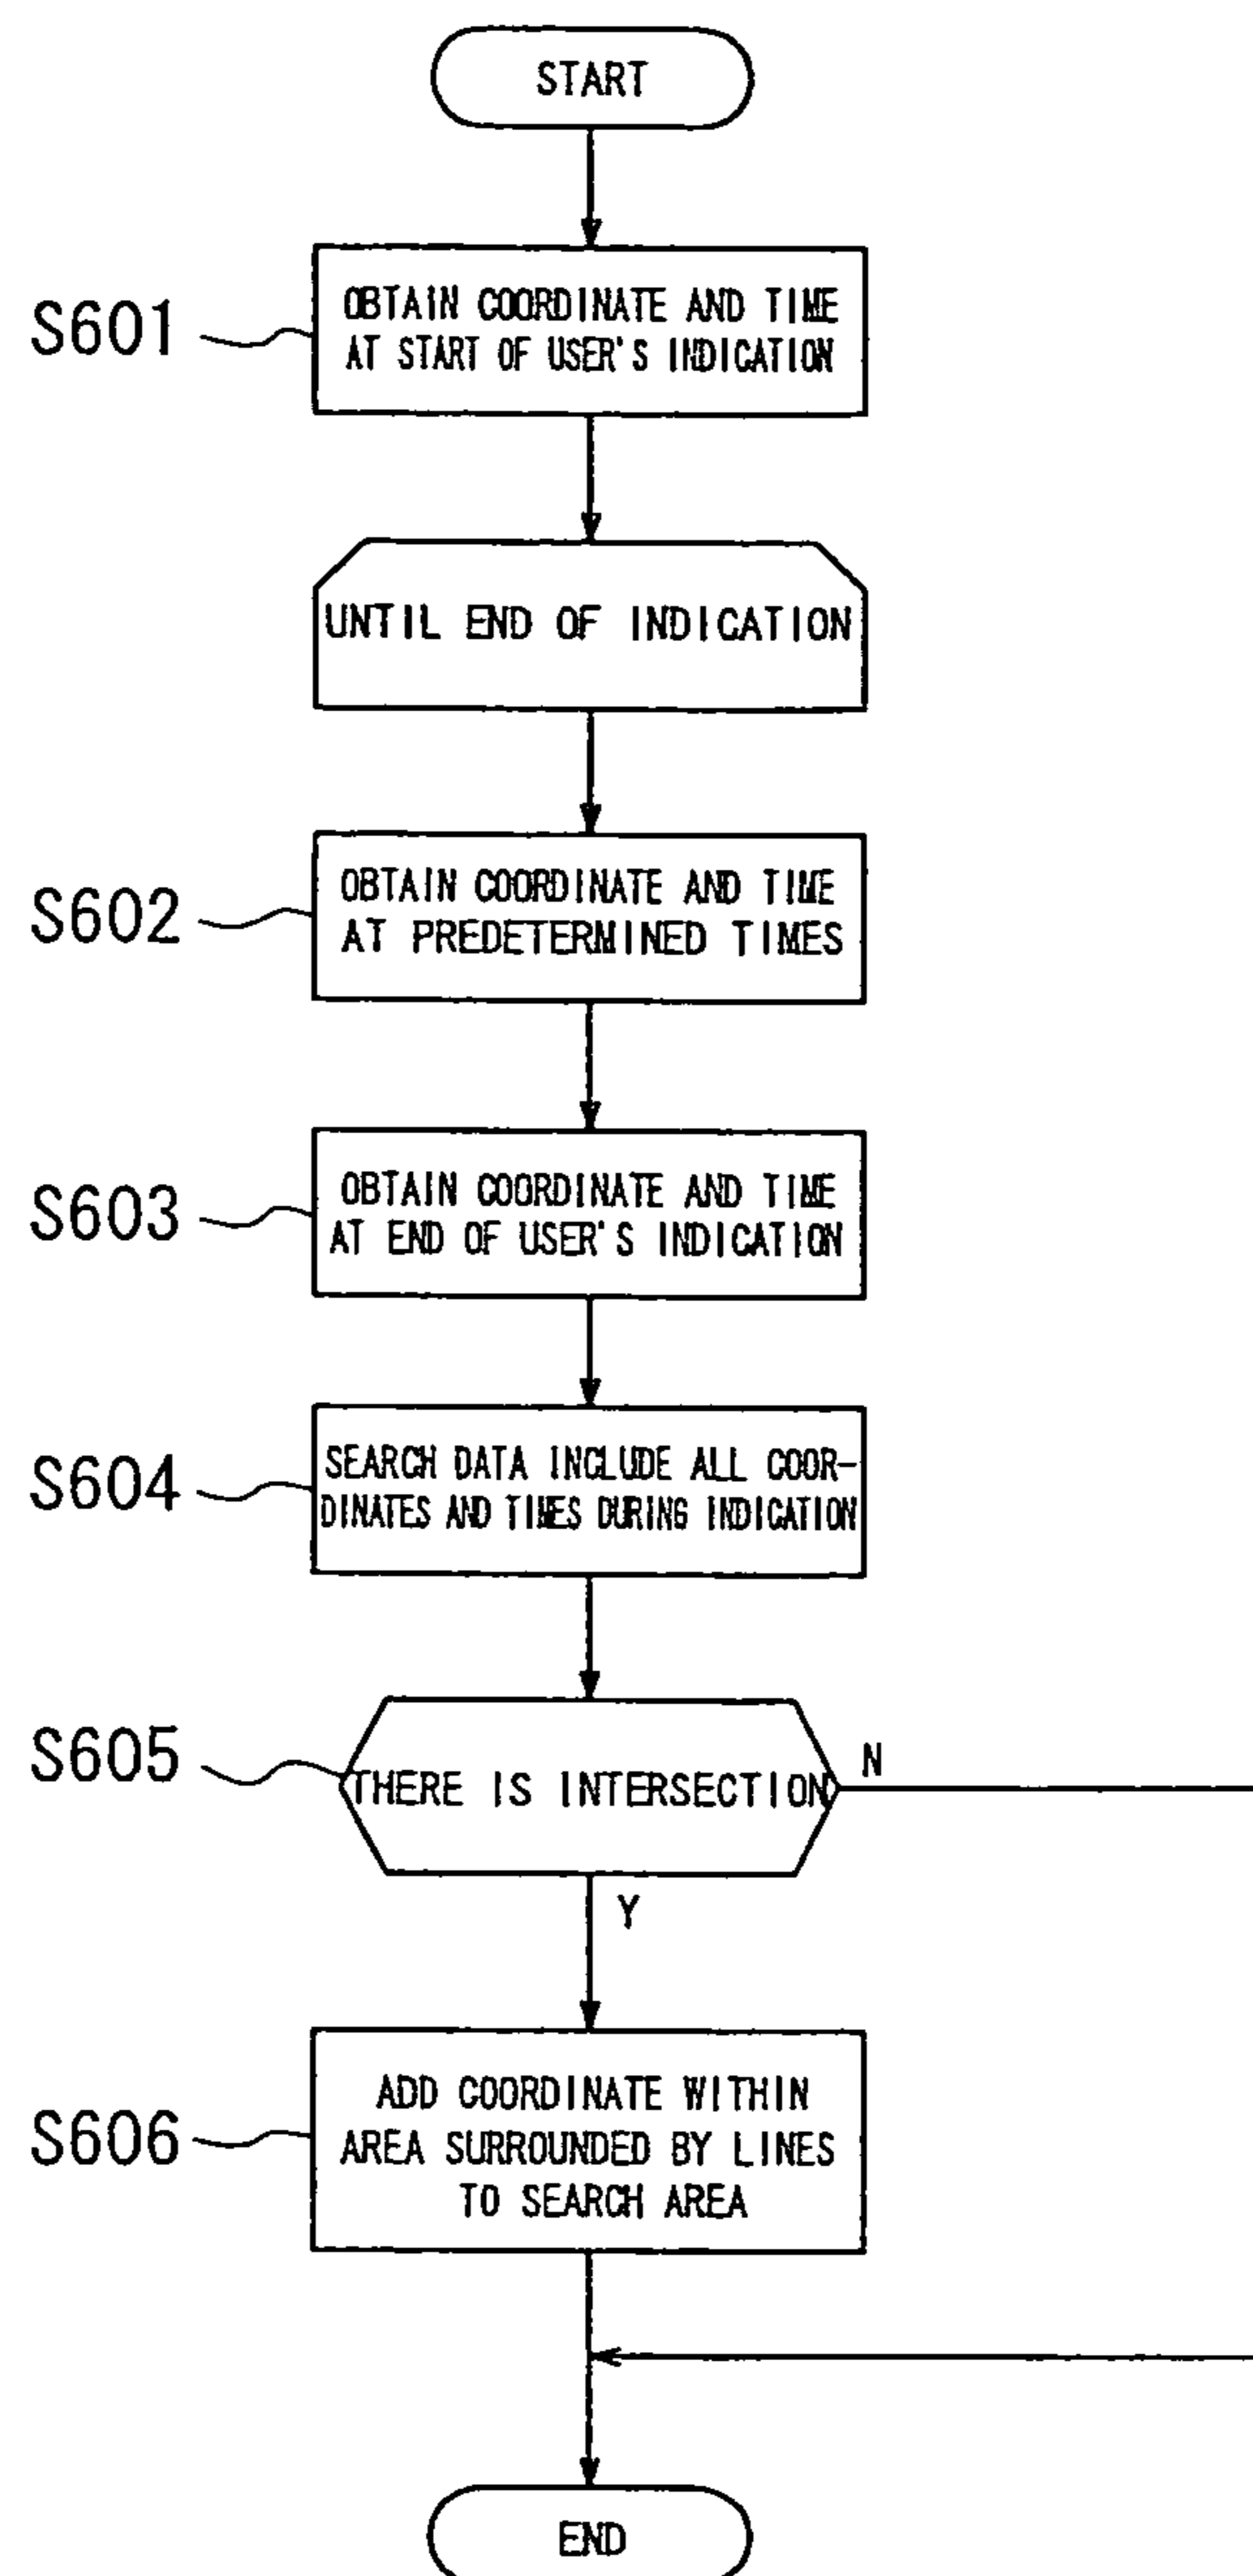 START
S601
OBTAIN COORDINATE AND TIME
AT START OF USER'S INDICATION
UNTIL END OF INDICATION
S602
OBTAIN COORDINATE AND TIME
AT PREDETERMINED TIMES
S603
OBTAIN COORDINATE AND TIME
AT END OF USER'S INDICATION
S604
SEARCH DATA INCLUDE ALL COOR-
DINATES AND TIMES DURING INDICATION
S605
THERE IS INTERSECTION
N
Y
S606
ADD COORDINATE WITHIN
AREA SURROUNDED BY LINES
TO SEARCH AREA
END